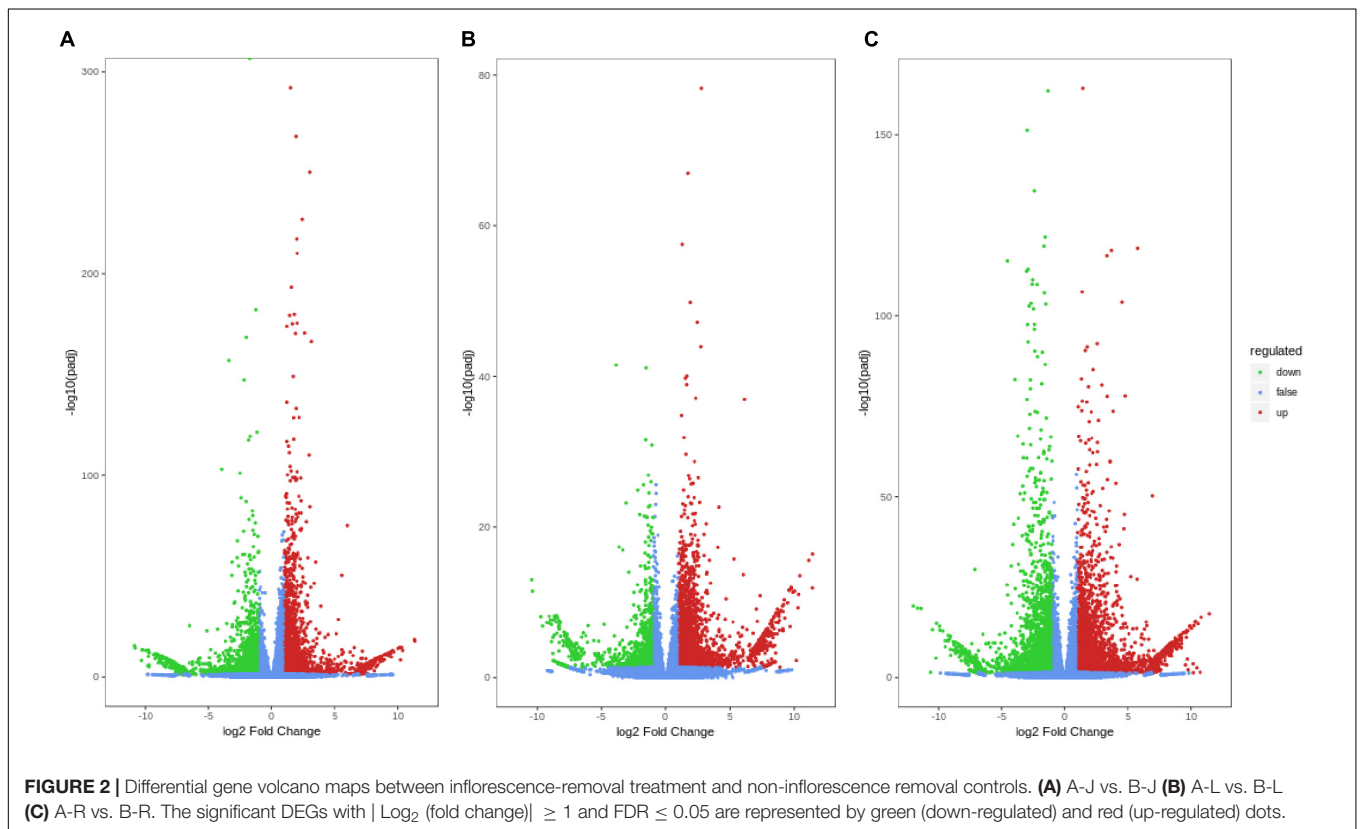 A
B
C
300
200
100
0
-log10(padj)
-10
-5
0
5
10
log2 Fold Change
80
60
40
20
0
-log10(padj)
-10
-5
0
5
10
log2 Fold Change
150
100
50
0
-log10(padj)
-10
-5
0
5
10
log2 Fold Change
regulated
down
false
up
FIGURE 2 | Differential gene volcano maps between inflorescence-removal treatment and non-inflorescence removal controls. (A) A-J vs. B-J (B) A-L vs. B-L
(C) A-R vs. B-R. The significant DEGs with | Log2 (fold change)| ≥ 1 and FDR ≤ 0.05 are represented by green (down-regulated) and red (up-regulated) dots.